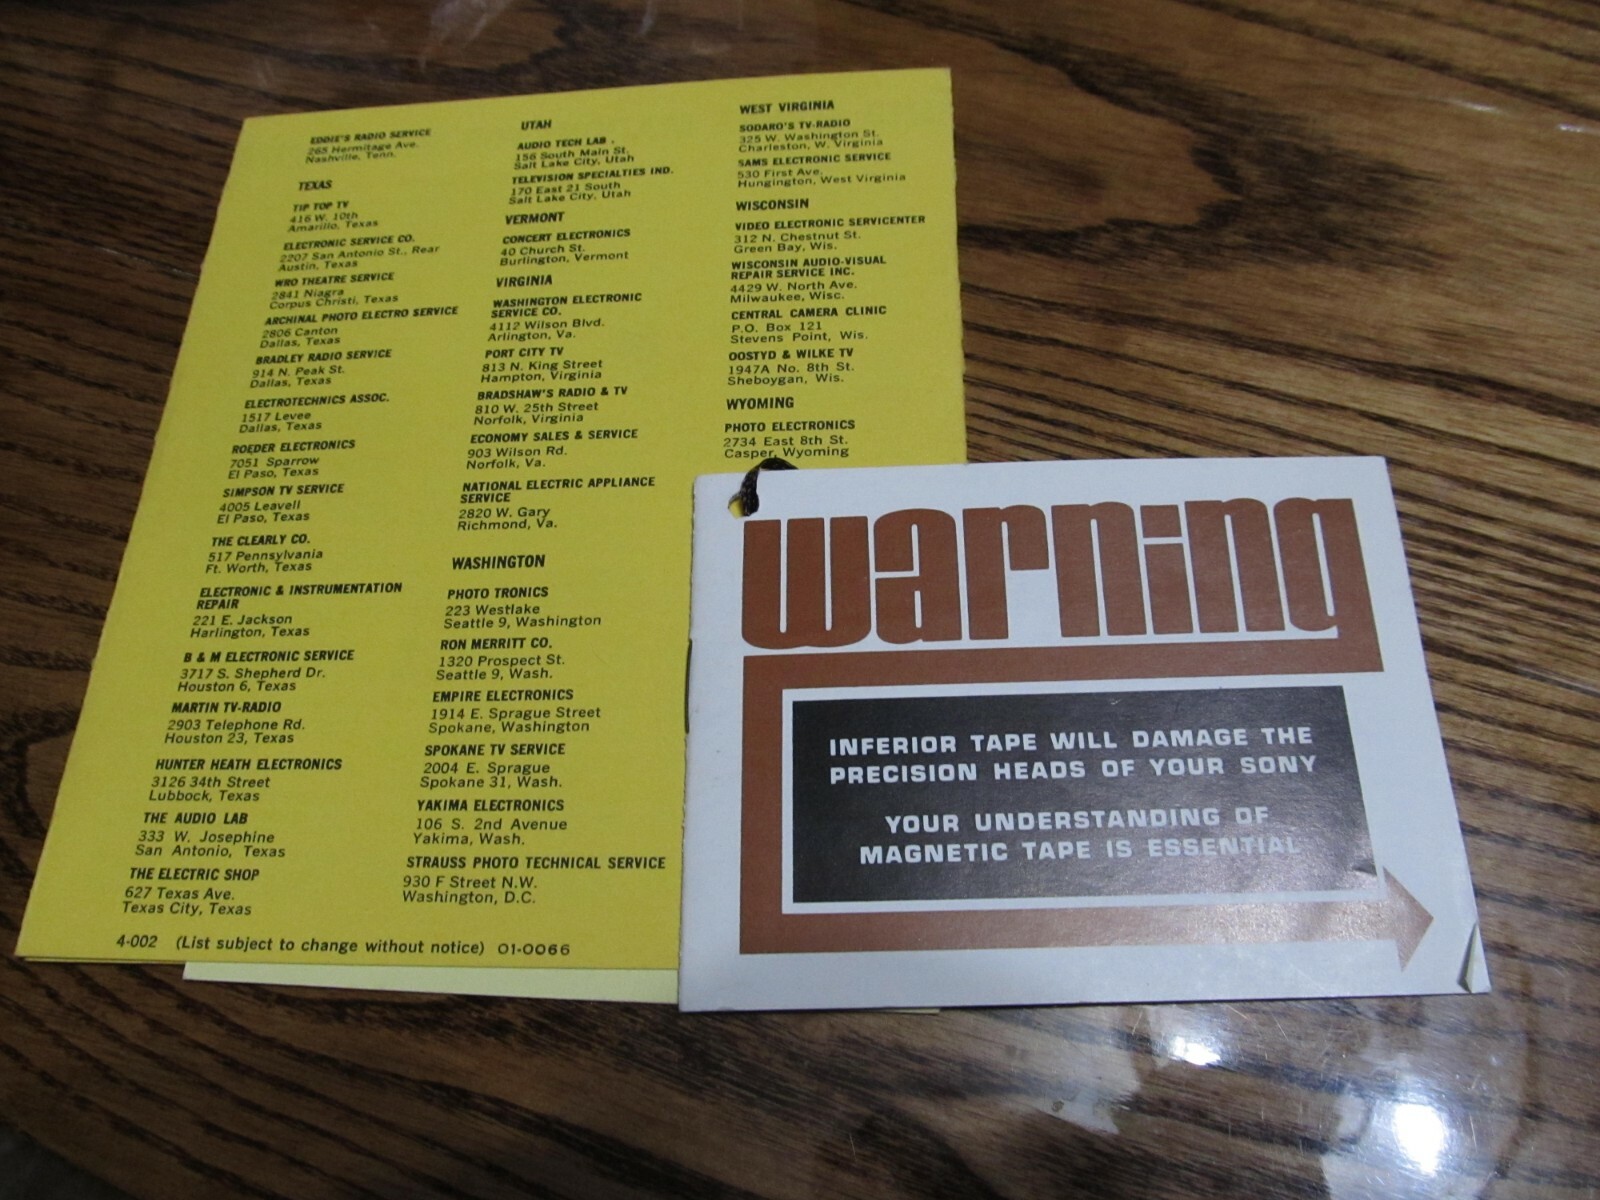 EDDIE'S RADIO SERVICE
265 Hermitage Ave.
Nashville, Tenn.
TEXAS
TIP TOP TV
416 W. 10th
Amarillo, Texas
ELECTRONIC SERVICE CO.
2207 San Antonio St., Rear
Austin, Texas
WRO THEATRE SERVICE
2841 Niagra
Corpus Christi, Texas
ARCHINAL PHOTO ELECTRO SERVICE
2806 Canton
Dallas, Texas
BRADLEY RADIO SERVICE
914 N. Peak St.
Dallas, Texas
ELECTROTECHNICS ASSOC.
1517 Levee
Dallas, Texas
ROEDER ELECTRONICS
7051 Sparrow
El Paso, Texas
SIMPSON TV SERVICE
4005 Leavell
El Paso, Texas
THE CLEARLY CO.
517 Pennsylvania
Ft. Worth, Texas
ELECTRONIC & INSTRUMENTATION
REPAIR
221 E. Jackson
Harlington, Texas
B & M ELECTRONIC SERVICE
3717 S. Shepherd Dr.
Houston 6, Texas
MARTIN TV-RADIO
2903 Telephone Rd.
Houston 23, Texas
HUNTER HEATH ELECTRONICS
3126 34th Street
Lubbock, Texas
THE AUDIO LAB
333 W. Josephine
San Antonio, Texas
THE ELECTRIC SHOP
627 Texas Ave.
Texas City, Texas
UTAH
AUDIO TECH LAB.
156 South Main St.
Salt Lake City, Utah
TELEVISION SPECIALTIES IND.
170 East 21 South
Salt Lake City, Utah
VERMONT
CONCERT ELECTRONICS
40 Church St.
Burlington, Vermont
VIRGINIA
WASHINGTON ELECTRONIC
SERVICE CO.
4112 Wilson Blvd.
Arlington, Va.
PORT CITY TV
813 N. King Street
Hampton, Virginia
BRADSHAW'S RADIO & TV
810 W. 25th Street
Norfolk, Virginia
ECONOMY SALES & SERVICE
903 Wilson Rd.
Norfolk, Va.
NATIONAL ELECTRIC APPLIANCE
SERVICE
2820 W. Gary
Richmond, Va.
WASHINGTON
PHOTO TRONICS
223 Westlake
Seattle 9, Washington
RON MERRITT CO.
1320 Prospect St.
Seattle 9, Wash.
EMPIRE ELECTRONICS
1914 E. Sprague Street
Spokane, Washington
SPOKANE TV SERVICE
2004 E. Sprague
Spokane 31, Wash.
YAKIMA ELECTRONICS
106 S. 2nd Avenue
Yakima, Wash.
STRAUSS PHOTO TECHNICAL SERVICE
930 F Street N.W.
Washington, D.C.
WEST VIRGINIA
SODARO'S TV-RADIO
325 W. Washington St.
Charleston, W. Virginia
SAMS ELECTRONIC SERVICE
530 First Ave.
Hungington, West Virginia
WISCONSIN
VIDEO ELECTRONIC SERVICENTER
312 N. Chestnut St.
Green Bay, Wis.
WISCONSIN AUDIO-VISUAL
REPAIR SERVICE INC.
4429 W. North Ave.
Milwaukee, Wisc.
CENTRAL CAMERA CLINIC
P.O. Box 121
Stevens Point, Wis.
OOSTYD & WILKE TV
1947A No. 8th St.
Sheboygan, Wis.
WYOMING
PHOTO ELECTRONICS
2734 East 8th St.
Casper, Wyoming
4-002 (List subject to change without notice) 01-0066
warning
INFERIOR TAPE WILL DAMAGE THE
PRECISION HEADS OF YOUR SONY
YOUR UNDERSTANDING OF
MAGNETIC TAPE IS ESSENTIAL